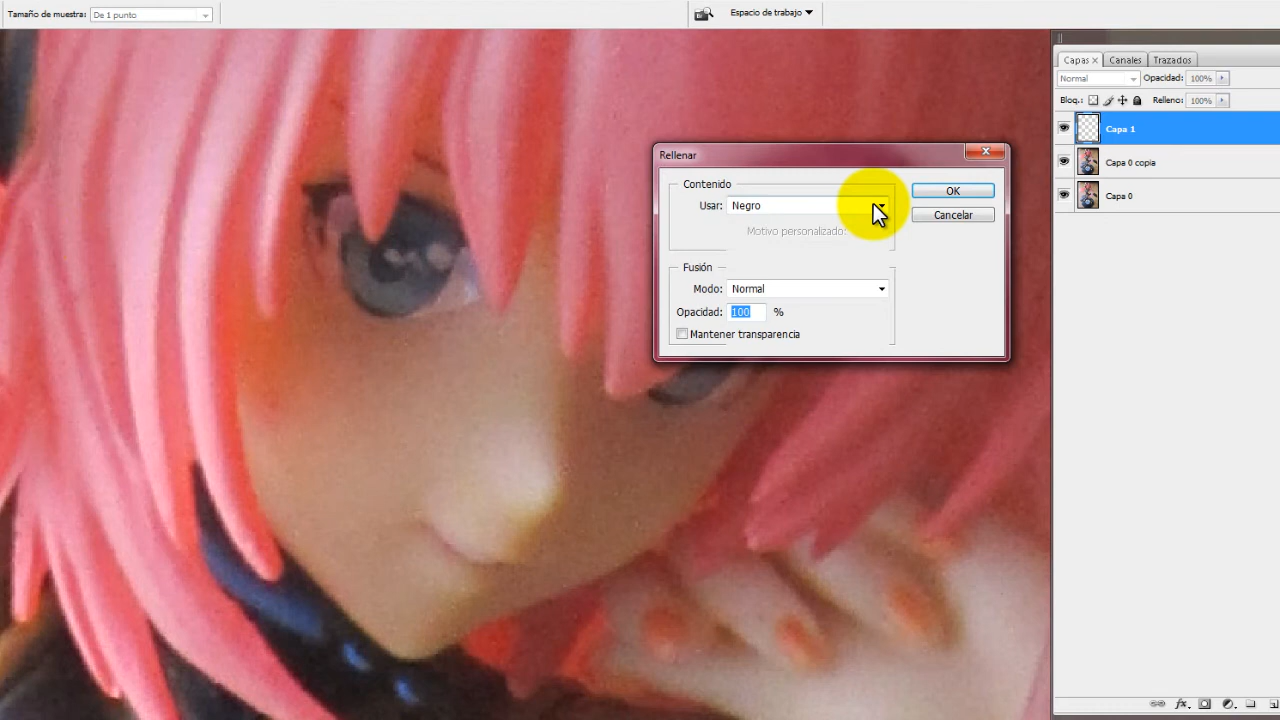 Tamaño de muestra: De 1 punto
Espacio de trabajo
Capas x Canales Trazados
Normal Opacidad: 100%
Bloq.: Relleno: 100%
Capa 1
Capa 0 copia
Capa 0
Rellenar
Contenido
Usar: Negro
Motivo personalizado:
OK
Cancelar
Fusión
Modo: Normal
Opacidad: 100 %
Mantener transparencia
fx